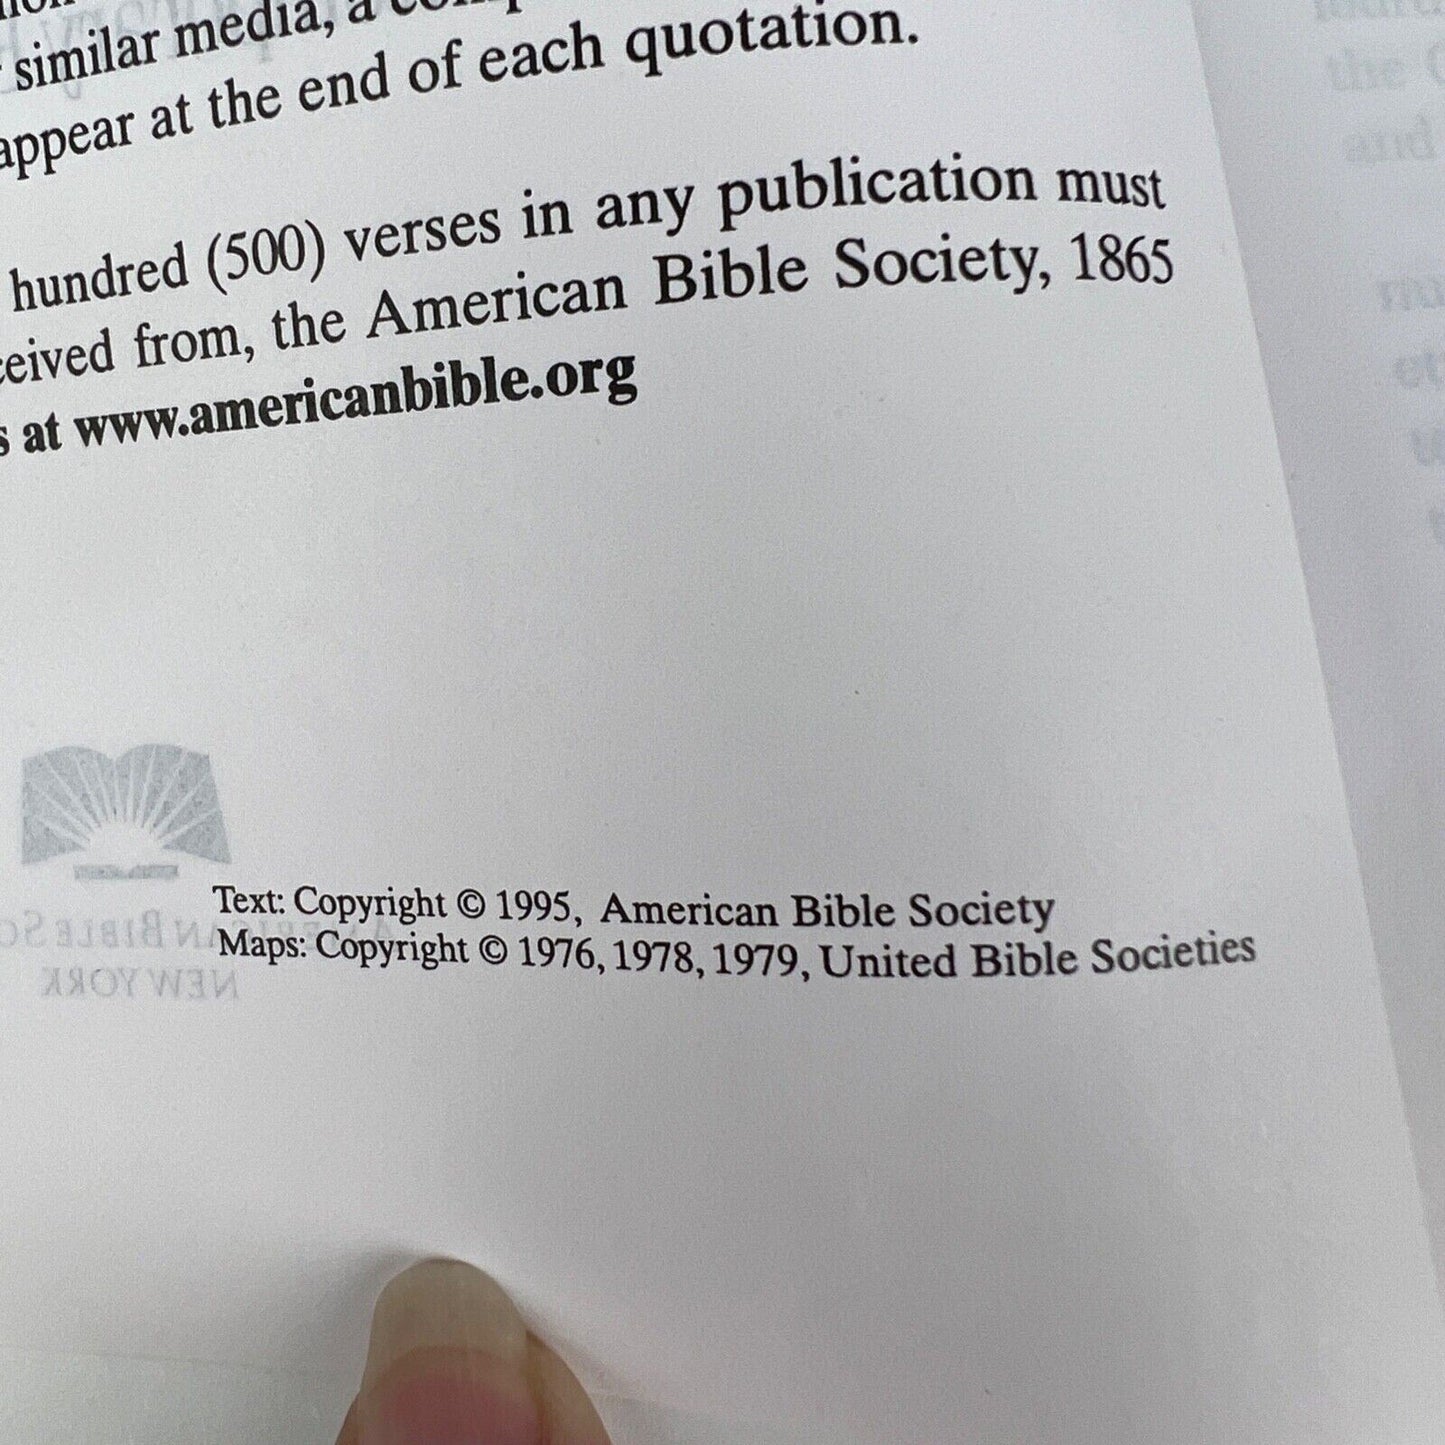 similar media, a
appear at the end of each quotation.
hundred (500) verses in any publication must
ceived from, the American Bible Society, 1865
s at www.americanbible.org
Text: Copyright © 1995, American Bible Society
Maps: Copyright © 1976, 1978, 1979, United Bible Societies
NEW YORK
the
and